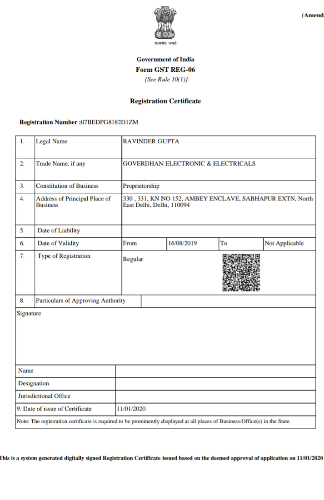 (Amend
सत्यमेव जयते
Government of India
Form GST REG-06
[See Rule 10(1)]
Registration Certificate
Registration Number :07BEDPG8182D1ZM
1. Legal Name RAVINDER GUPTA
2. Trade Name, if any GOVERDHAN ELECTRONIC & ELECTRICALS
3. Constitution of Business Proprietorship
4. Address of Principal Place of Business 330 , 331, KN NO 152, AMBEY ENCLAVE, SABHAPUR EXTN, North East Delhi, Delhi, 110094
5. Date of Liability
6. Date of Validity From 16/08/2019 To Not Applicable
7. Type of Registration Regular
8. Particulars of Approving Authority
Signature
Name
Designation
Jurisdictional Office
9. Date of issue of Certificate 11/01/2020
Note: The registration certificate is required to be prominently displayed at all places of Business/Office(s) in the State.
This is a system generated digitally signed Registration Certificate issued based on the deemed approval of application on 11/01/2020